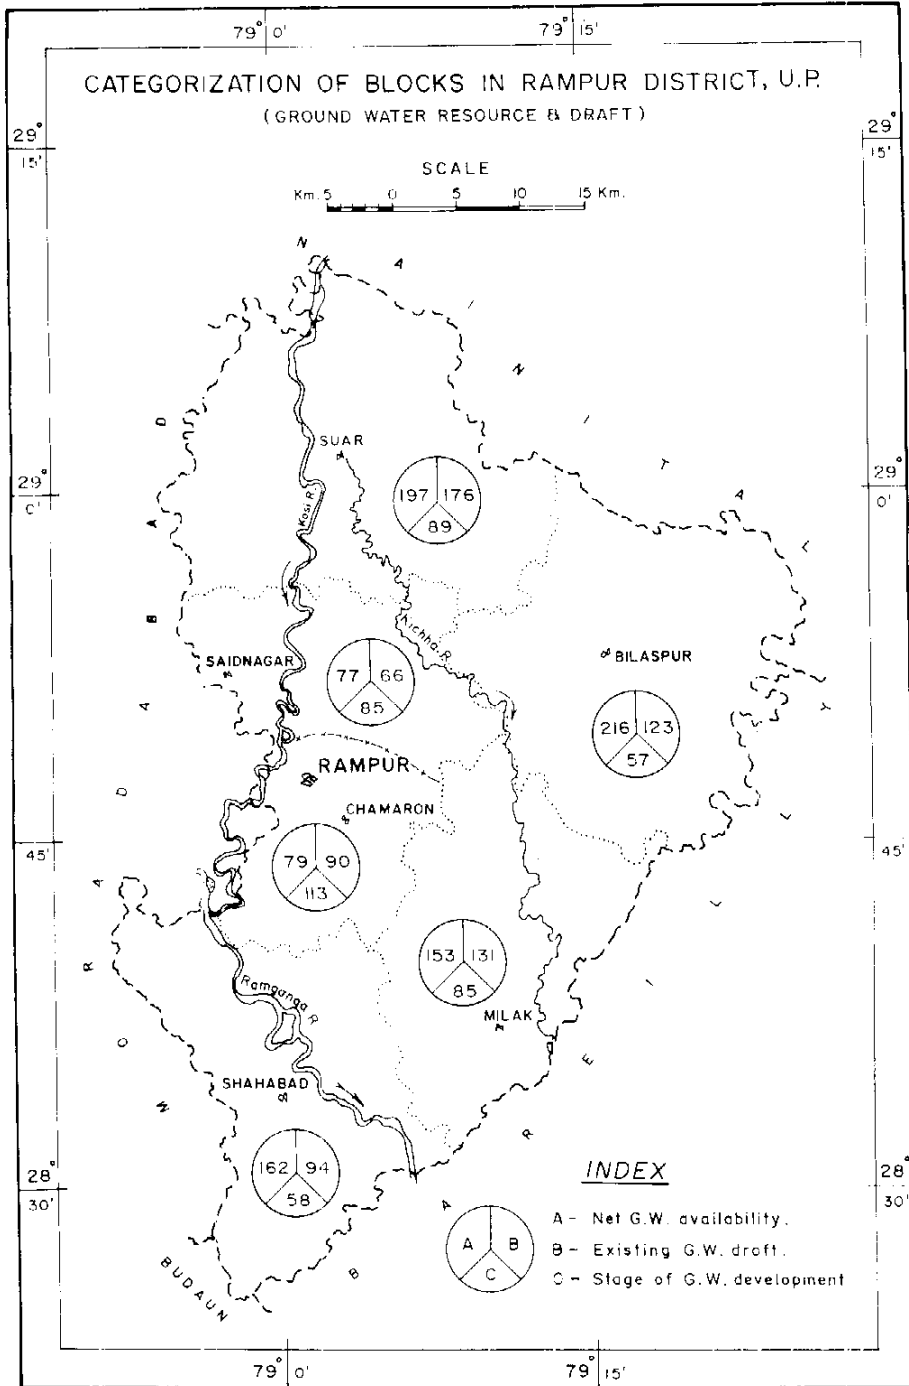 79° 0'
79° 15'
CATEGORIZATION OF BLOCKS IN RAMPUR DISTRICT, U.P.
(GROUND WATER RESOURCE & DRAFT)
29° 15'
29° 15'
SCALE
Km. 5 0 5 10 15 Km.
NAINITAL
MORADABAD
SUAR
197 176
89
29° 0'
29° 0'
Kosi R.
Kichha R.
SAIDNAGAR
77 66
85
BILASPUR
216 123
57
RAMPUR
CHAMARON
79 90
113
45'
45'
BAREILLY
153 131
85
Ramganga R
MILAK
SHAHABAD
162 94
58
28° 30'
28° 30'
BUDAUN
INDEX
A B
C
A - Net G.W. availability.
B - Existing G.W. draft.
C - Stage of G.W. development
79° 0'
79° 15'